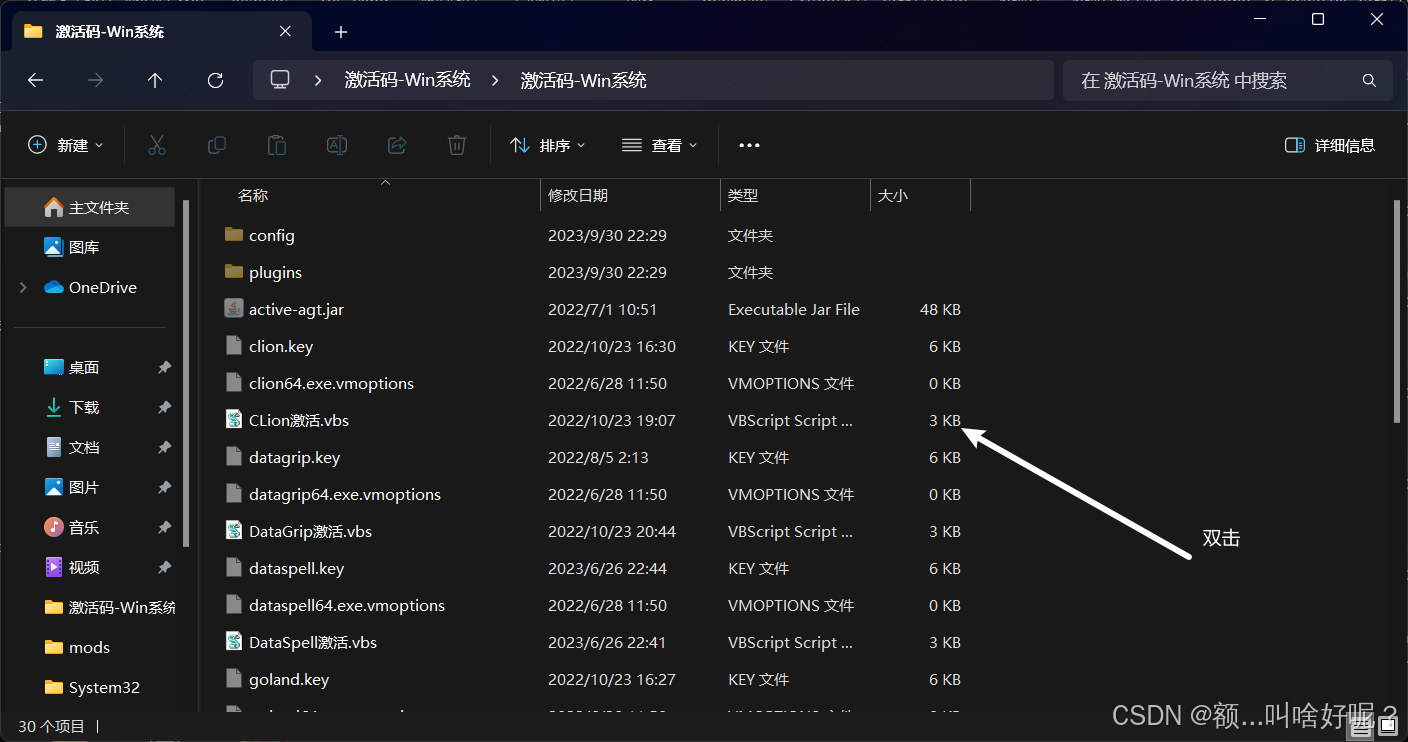 激活码-Win系统
激活码-Win系统 激活码-Win系统 在 激活码-Win系统 中搜索
新建 排序 查看 详细信息
名称 修改日期 类型 大小
主文件夹
图库
OneDrive
桌面
下载
文档
图片
音乐
视频
激活码-Win系统
mods
System32
config 2023/9/30 22:29 文件夹
plugins 2023/9/30 22:29 文件夹
active-agt.jar 2022/7/1 10:51 Executable Jar File 48 KB
clion.key 2022/10/23 16:30 KEY 文件 6 KB
clion64.exe.vmoptions 2022/6/28 11:50 VMOPTIONS 文件 0 KB
CLion激活.vbs 2022/10/23 19:07 VBScript Script ... 3 KB
datagrip.key 2022/8/5 2:13 KEY 文件 6 KB
datagrip64.exe.vmoptions 2022/6/28 11:50 VMOPTIONS 文件 0 KB
DataGrip激活.vbs 2022/10/23 20:44 VBScript Script ... 3 KB
dataspell.key 2023/6/26 22:44 KEY 文件 6 KB
dataspell64.exe.vmoptions 2022/6/28 11:50 VMOPTIONS 文件 0 KB
DataSpell激活.vbs 2023/6/26 22:41 VBScript Script ... 3 KB
goland.key 2022/10/23 16:27 KEY 文件 6 KB
双击
30 个项目
CSDN @额...叫啥好呢?